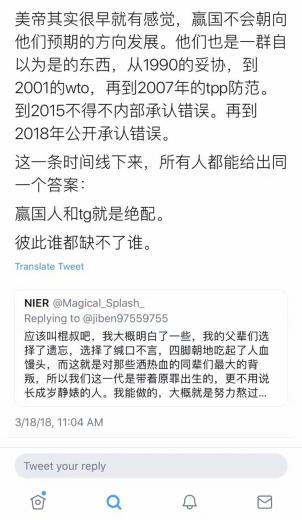 美帝其实很早就有感觉，赢国不会朝向
他们预期的方向发展。他们也是一群自
以为是的东西，从1990的妥协，到
2001的wto，再到2007年的tpp防范。
到2015不得不内部承认错误。再到
2018年公开承认错误。
这一条时间线下来，所有人都能给出同
一个答案：
赢国人和tg就是绝配。
彼此谁都缺不了谁。
Translate Tweet
NIER @Magical_Splash_
Replying to @jiben97559755
应该叫棍叔吧，我大概明白了一些，我的父辈们选
择了遗忘，选择了缄口不言，四脚朝地吃起了人血
馒头，而这就是对那些洒热血的同辈们最大的背
叛，所以我们这一代是带着原罪出生的，更不用说
长成岁静婊的人。我能做的，大概就是努力熬过...
3/18/18, 11:04 AM
Tweet your reply